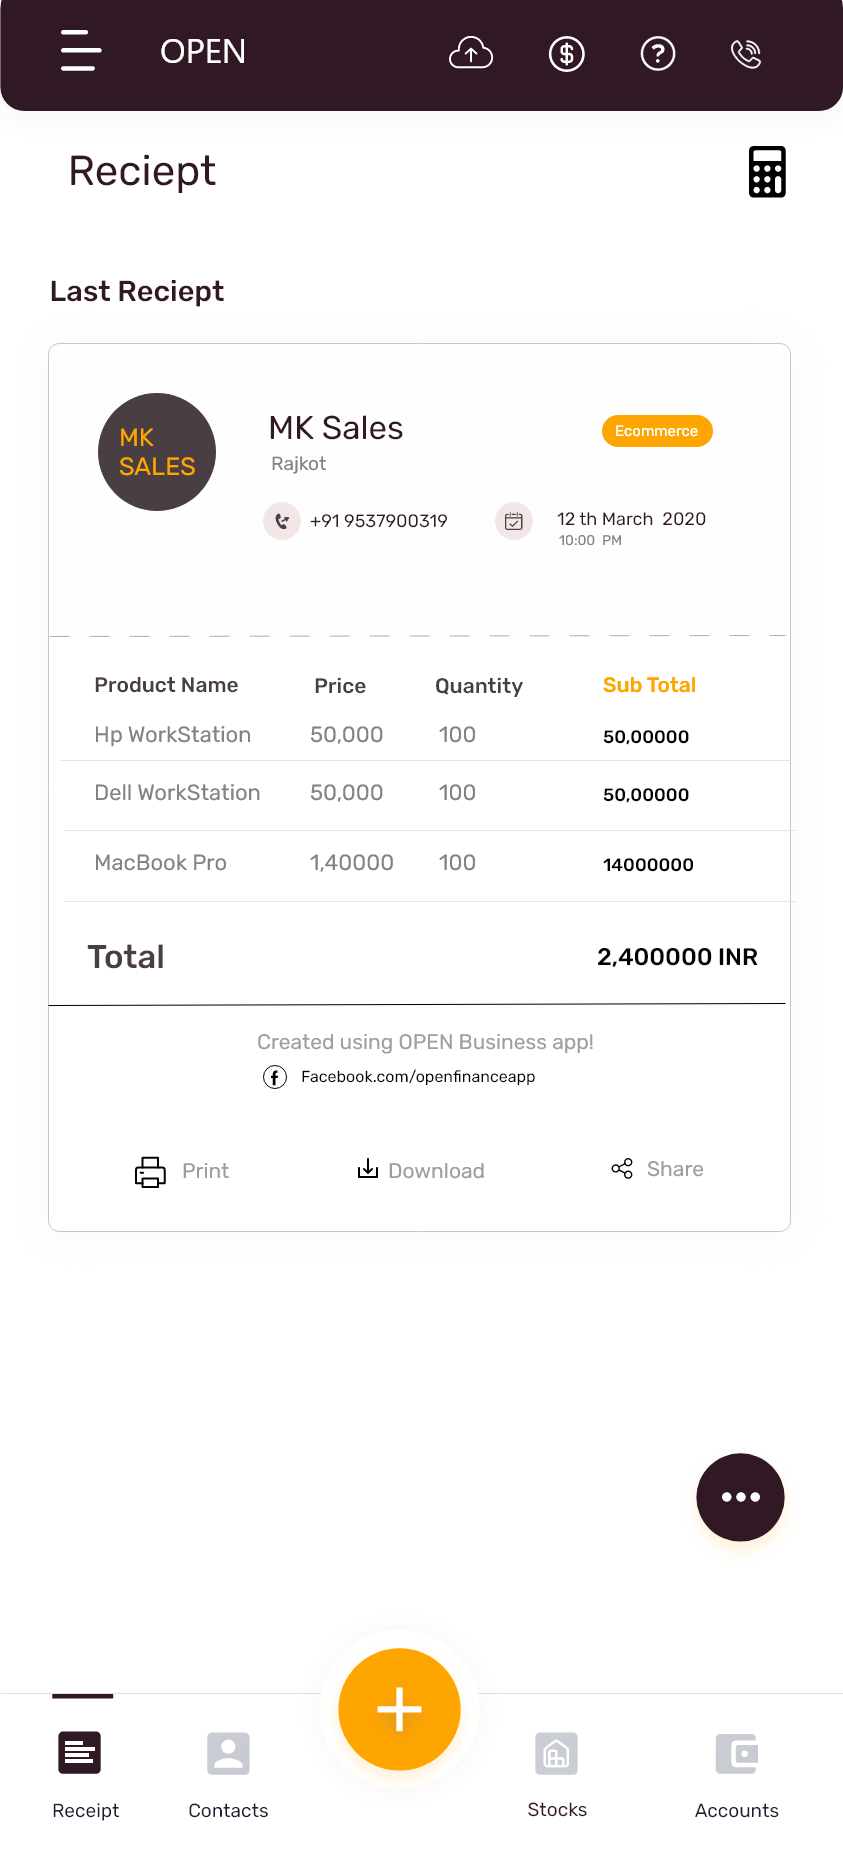 OPEN
Reciept
Last Reciept
MK
SALES
MK Sales
Ecommerce
Rajkot
+91 9537900319
12 th March 2020
10:00 PM
Product Name Price Quantity Sub Total
Hp WorkStation 50,000 100 50,00000
Dell WorkStation 50,000 100 50,00000
MacBook Pro 1,40000 100 14000000
Total 2,400000 INR
Created using OPEN Business app!
Facebook.com/openfinanceapp
Print Download Share
Receipt Contacts Stocks Accounts